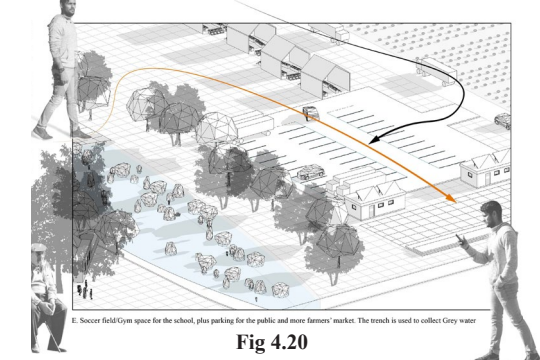 E. Soccer field/Gym space for the school, plus parking for the public and more farmers' market. The trench is used to collect Grey water
Fig 4.20